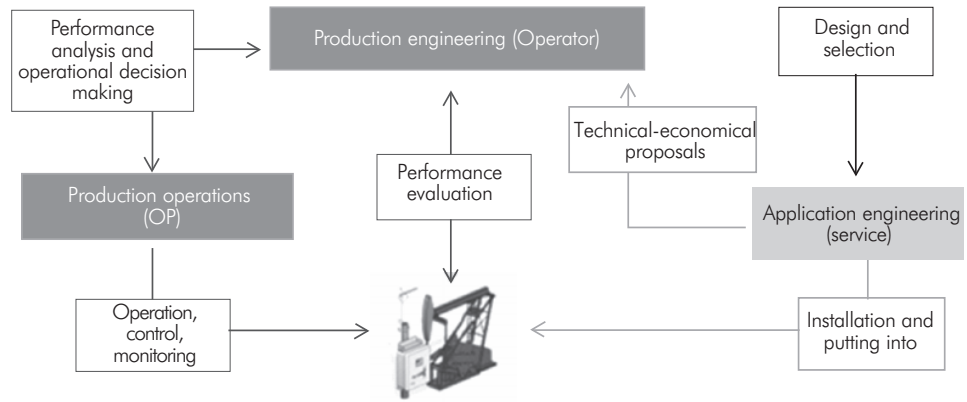 Performance
analysis and
operational decision
making
Production engineering (Operator)
Design and
selection
Technical-economical
proposals
Production operations
(OP)
Performance
evaluation
Application engineering
(service)
Operation,
control,
monitoring
Installation and
putting into